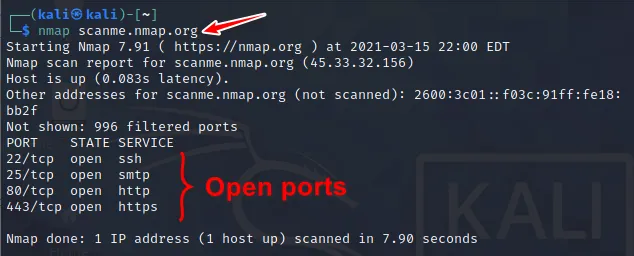 ┌──(kali㉿kali)-[~]
└─$ nmap scanme.nmap.org
Starting Nmap 7.91 ( https://nmap.org ) at 2021-03-15 22:00 EDT
Nmap scan report for scanme.nmap.org (45.33.32.156)
Host is up (0.083s latency).
Other addresses for scanme.nmap.org (not scanned): 2600:3c01::f03c:91ff:fe18:
bb2f
Not shown: 996 filtered ports
PORT    STATE SERVICE
22/tcp  open  ssh
25/tcp  open  smtp
80/tcp  open  http
443/tcp open  https
Open ports
KALI
Nmap done: 1 IP address (1 host up) scanned in 7.90 seconds